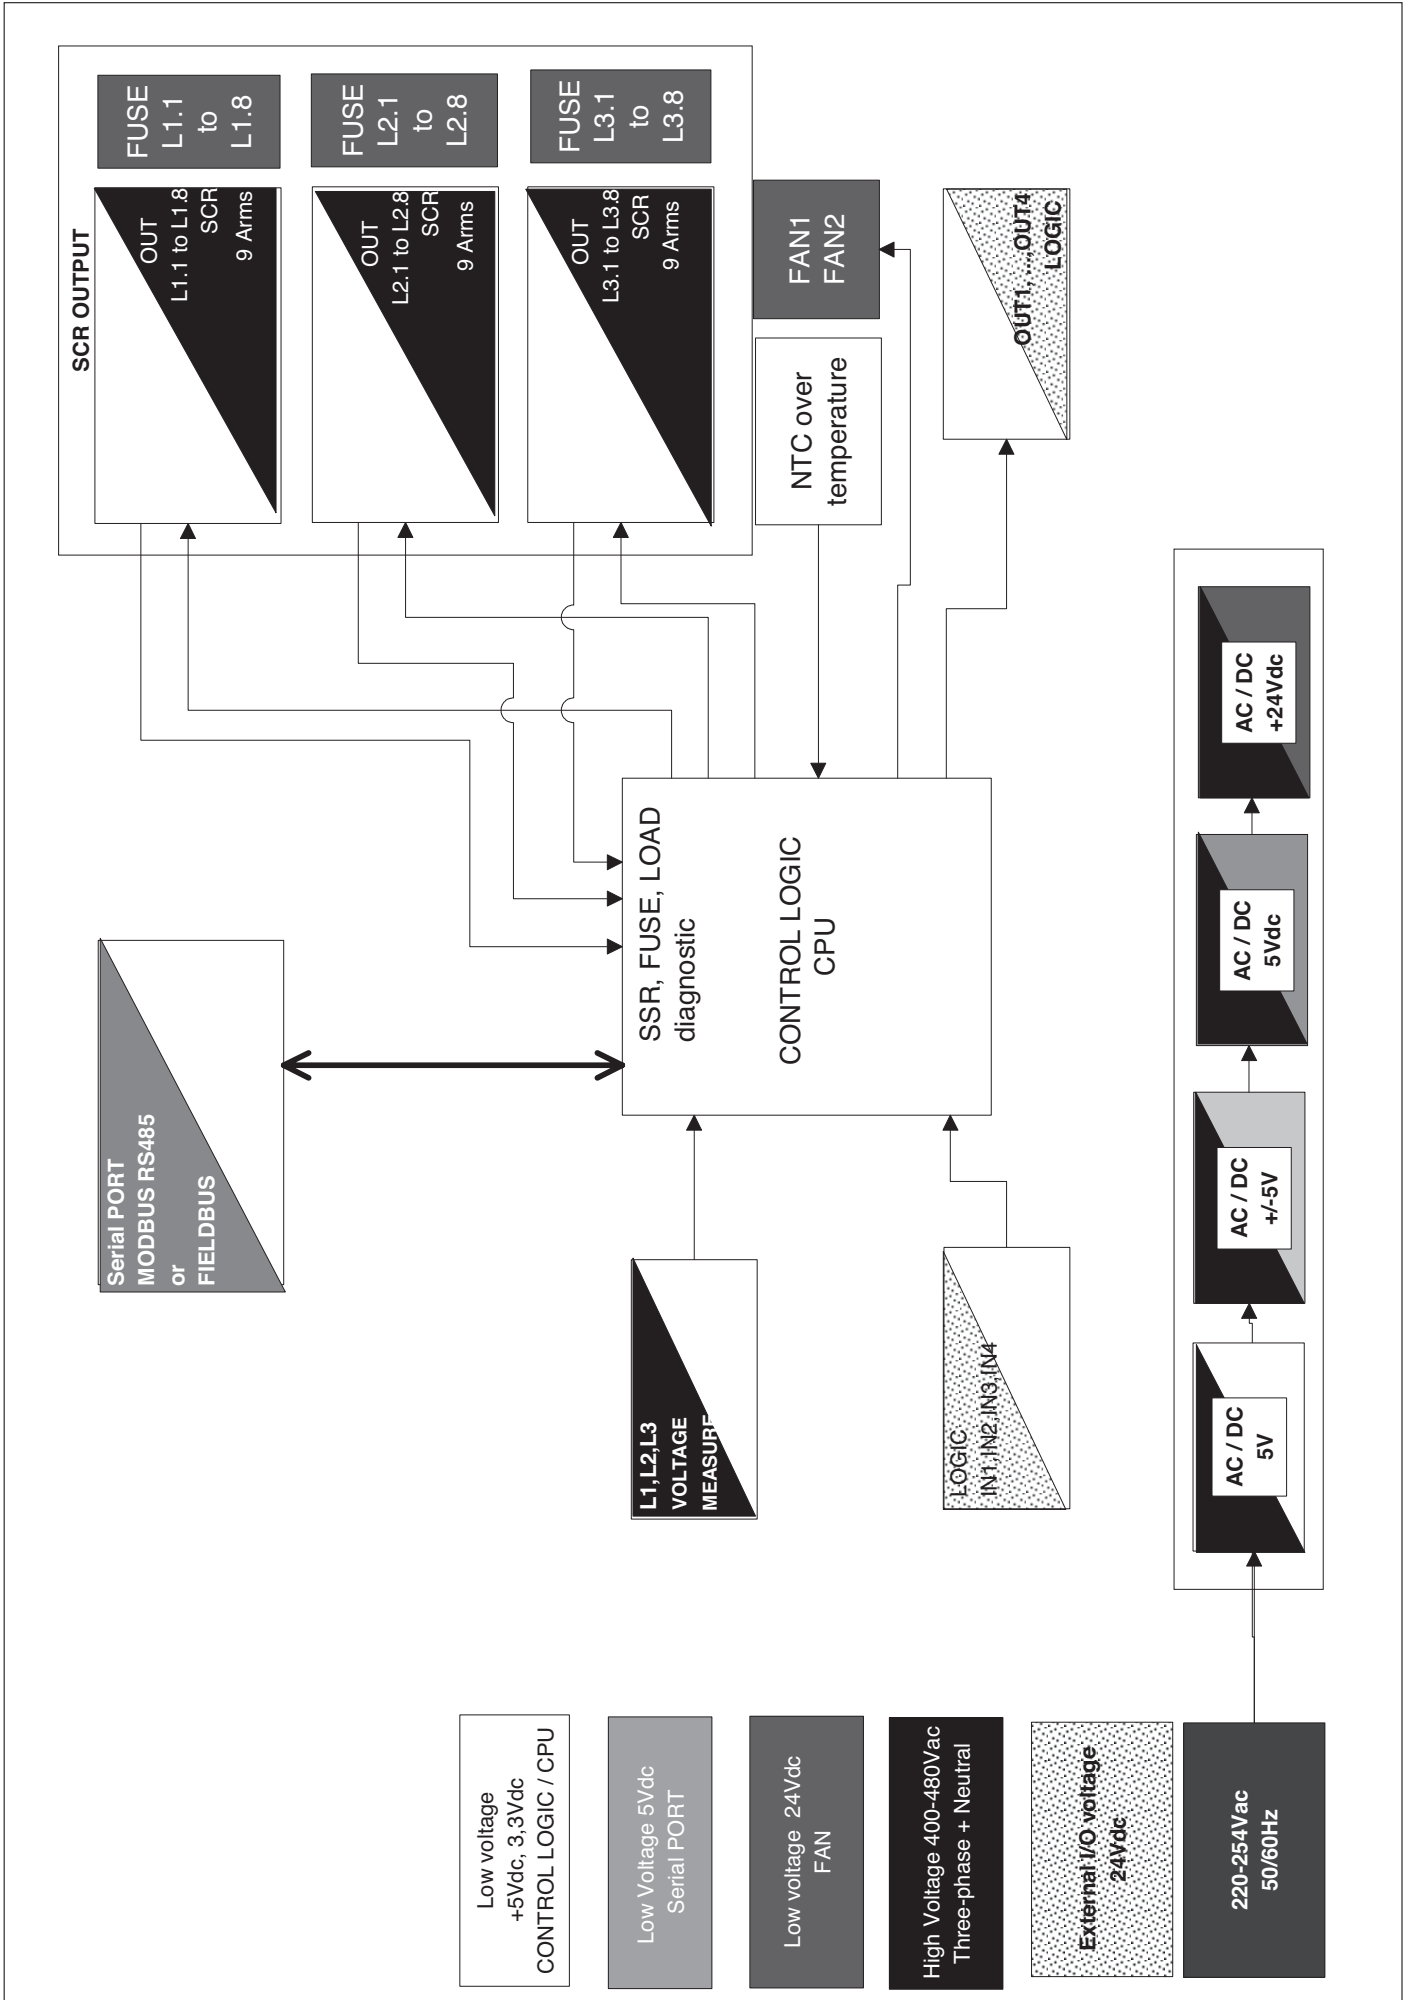 SCR OUTPUT
FUSE
L1.1
to
L1.8
FUSE
L2.1
to
L2.8
FUSE
L3.1
to
L3.8
OUT
L1.1 to L1.8
SCR
9 Arms
OUT
L2.1 to L2.8
SCR
9 Arms
OUT
L3.1 to L3.8
SCR
9 Arms
FAN1
FAN2
NTC over
temperature
OUT1, ...,OUT4
LOGIC
Serial PORT
MODBUS RS485
or
FIELDBUS
SSR, FUSE, LOAD
diagnostic
CONTROL LOGIC
CPU
L1,L2,L3
VOLTAGE
MEASURE
LOGIC
IN1,IN2,IN3,IN4
AC / DC
5V
AC / DC
+/-5V
AC / DC
5Vdc
AC / DC
+24Vdc
Low voltage
+5Vdc, 3,3Vdc
CONTROL LOGIC / CPU
Low Voltage 5Vdc
Serial PORT
Low voltage 24Vdc
FAN
High Voltage 400-480Vac
Three-phase + Neutral
External I/O voltage
24Vdc
220-254Vac
50/60Hz